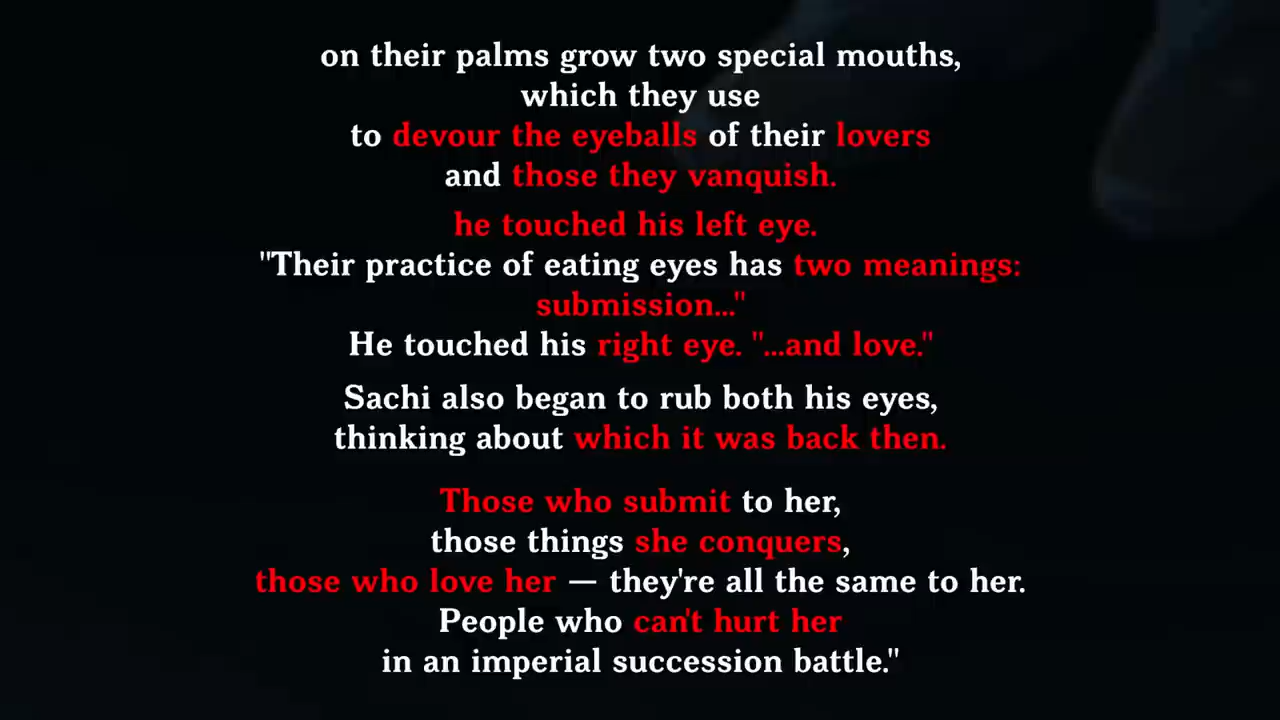 on their palms grow two special mouths,
which they use
to devour the eyeballs of their lovers
and those they vanquish.
he touched his left eye.
"Their practice of eating eyes has two meanings:
submission..."
He touched his right eye. "...and love."
Sachi also began to rub both his eyes,
thinking about which it was back then.
Those who submit to her,
those things she conquers,
those who love her — they're all the same to her.
People who can't hurt her
in an imperial succession battle."